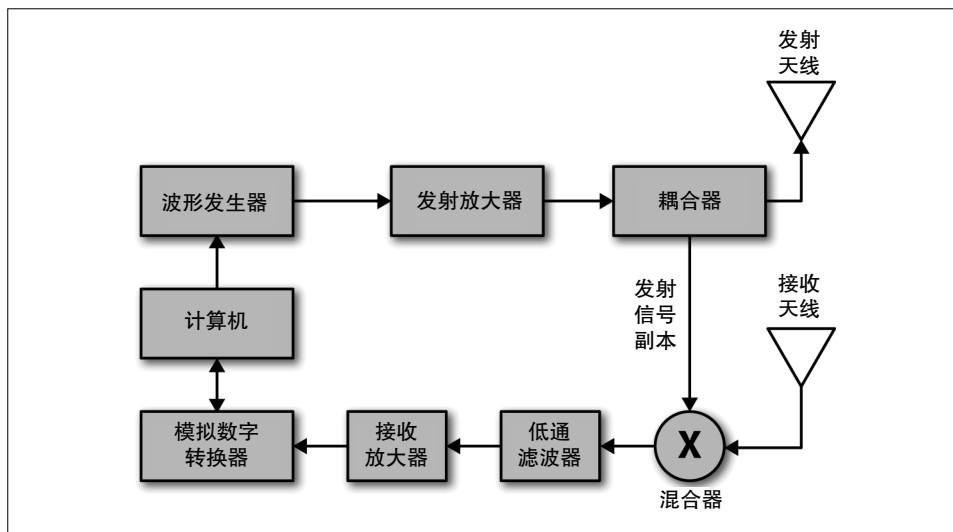 发射
天线
波形发生器
发射放大器
耦合器
发射
信号
副本
接收
天线
计算机
模拟数字
转换器
接收
放大器
低通
滤波器
X
混合器